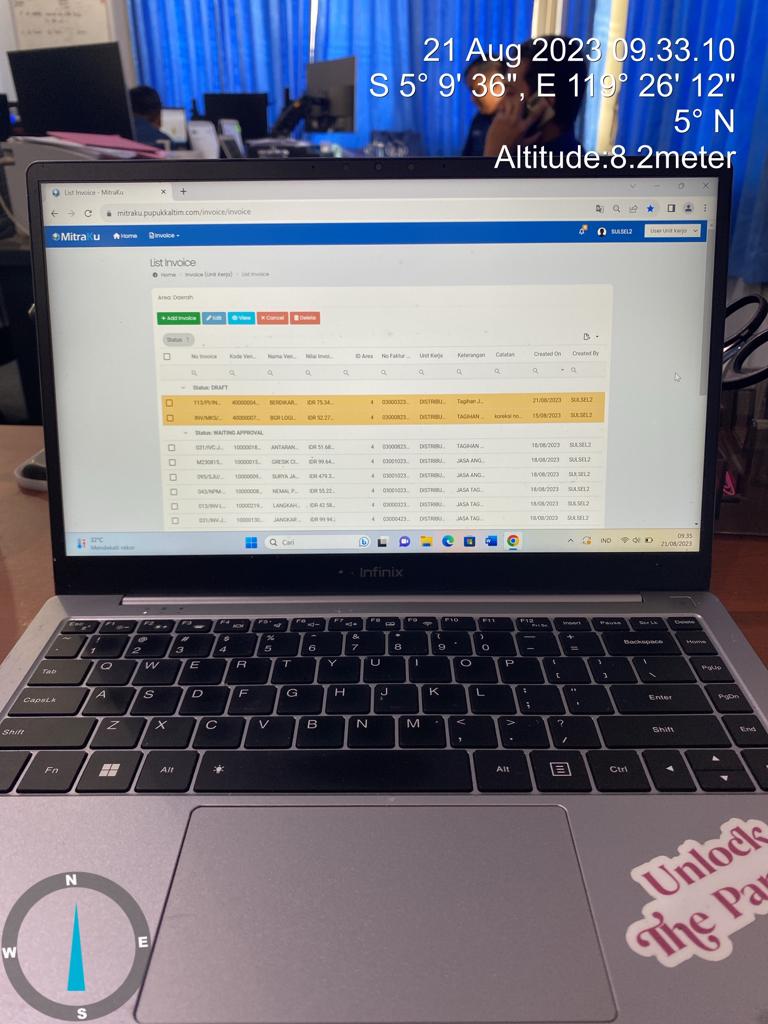 21 Aug 2023 09.33.10
S 5° 9' 36", E 119° 26' 12"
5° N
Altitude:8.2meter
List Invoice - MitraKu
mitraku.pupukkaltim.com/invoice/invoice
MitraKu Home Invoice SULSEL2 User Unit Kerja
List Invoice
Home Invoice (Unit Kerja) List Invoice
Area: Daerah
+ Add Invoice Edit View Cancel Delete
Status
No Invoice Kode Ven... Nama Ven... Nilai Invoi... ID Area No Faktur ... Unit Kerja Keterangan Catatan Created On Created By
Status: DRAFT
113/PI/IN... 40000004... BERDIKAR... IDR 75.34... 4 03000323... DISTRIBU... Tagihan J... 21/08/2023 SULSEL2
INV/MKS/... 40000007... BGR LOGI... IDR 52.27... 4 03000823... DISTRIBU... TAGIHAN ... koreksi no... 15/08/2023 SULSEL2
Status: WAITING APPROVAL
031/IVC-J... 10000018... ANTARAN... IDR 51.68... 4 03000823... DISTRIBU... TAGIHAN ... 18/08/2023 SULSEL2
M230815... 10000015... GRESIK CI... IDR 99.64... 4 03001023... DISTRIBU... JASA ANG... 18/08/2023 SULSEL2
095/SJU/... 10000009... SURYA JA... IDR 479.3... 4 03001023... DISTRIBU... JASA ANG... 18/08/2023 SULSEL2
043/NPM-... 10000008... NEMAL P... IDR 55.22... 4 03001023... DISTRIBU... JASA TAG... 18/08/2023 SULSEL2
013/INV-L... 10000219... LANGKAH... IDR 42.58... 4 03001023... DISTRIBU... JASA TAG... 18/08/2023 SULSEL2
031/INV-J... 10000130... JANGKAR... IDR 99.94... 4 03000423... DISTRIBU... JASA TAG... 18/08/2023 SULSEL2
32°C
Mendekati rekor
Cari
IND
09.35
21/08/2023
Infinix
Esc F1 F2 F3 F4 F5 F6 F7 F8 F9 F10 F11 F12 Prt Sc Insert Pause Scr Lk Delete
~ ! @ # $ % ^ & * ( ) _ +
1 2 3 4 5 6 7 8 9 0 - = Backspace Home
Tab Q W E R T Y U I O P { [ } ] | \ PgUp
CapsLk A S D F G H J K L : ; " ' Enter PgDn
Shift Z X C V B N M < , > . ? / Shift End
Fn Alt Alt Ctrl
Unlock
The Par
N
W E
S